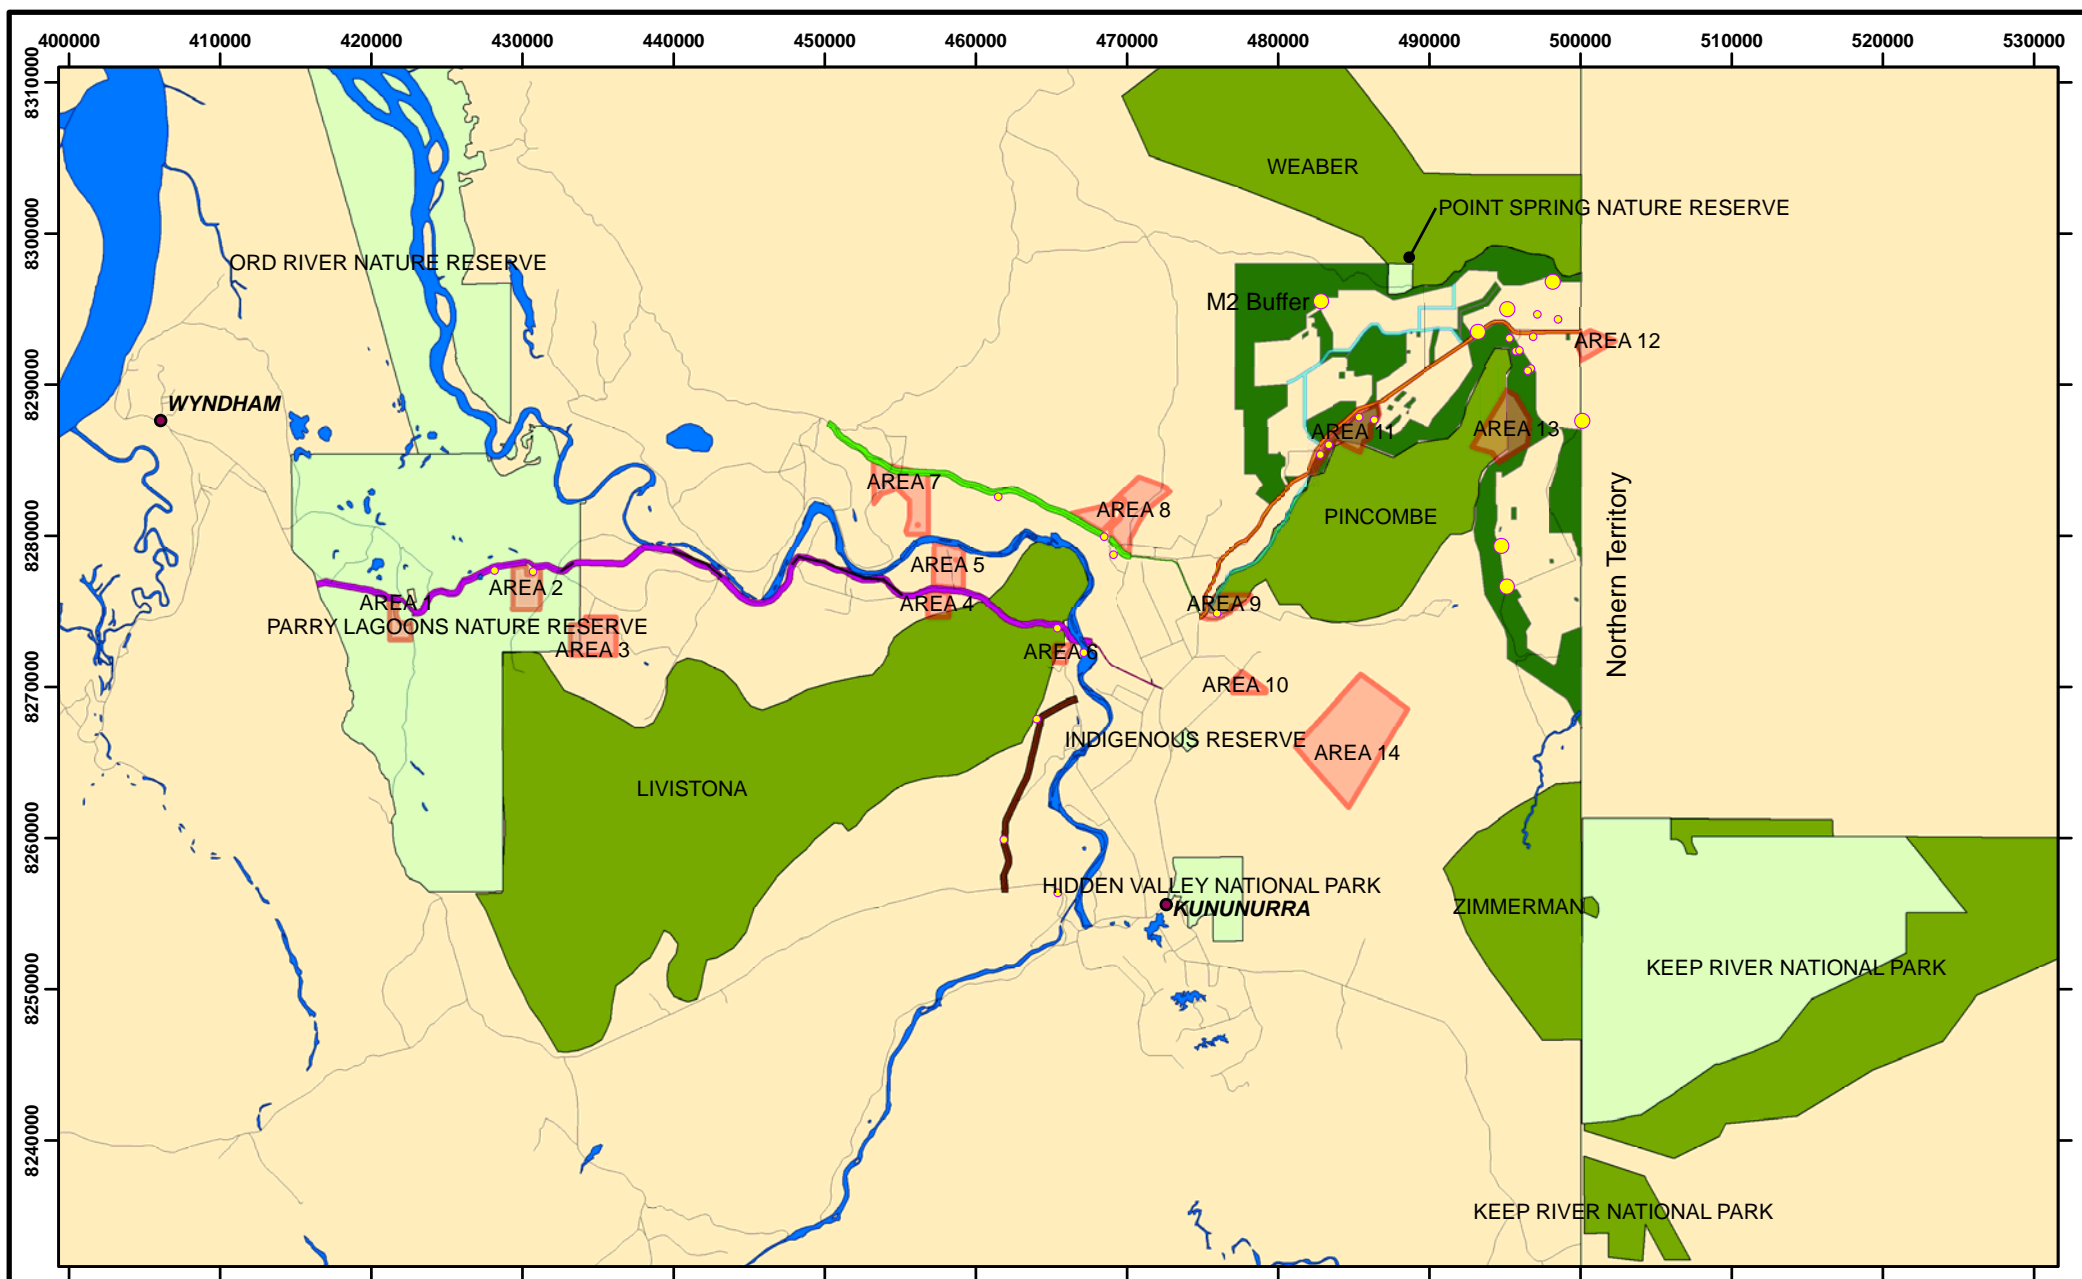 400000 410000 420000 430000 440000 450000 460000 470000 480000 490000 500000 510000 520000 530000
8310000
8300000
8290000
8280000
8270000
8260000
8250000
8240000
WEABER
POINT SPRING NATURE RESERVE
ORD RIVER NATURE RESERVE
M2 Buffer
AREA 12
WYNDHAM
AREA 11
AREA 13
AREA 7
AREA 8
PINCOMBE
Northern Territory
AREA 5
AREA 2
AREA 1
AREA 4
AREA 9
PARRY LAGOONS NATURE RESERVE
AREA 3
AREA 6
AREA 10
INDIGENOUS RESERVE
AREA 14
LIVISTONA
HIDDEN VALLEY NATIONAL PARK
KUNUNURRA
ZIMMERMAN
KEEP RIVER NATIONAL PARK
KEEP RIVER NATIONAL PARK